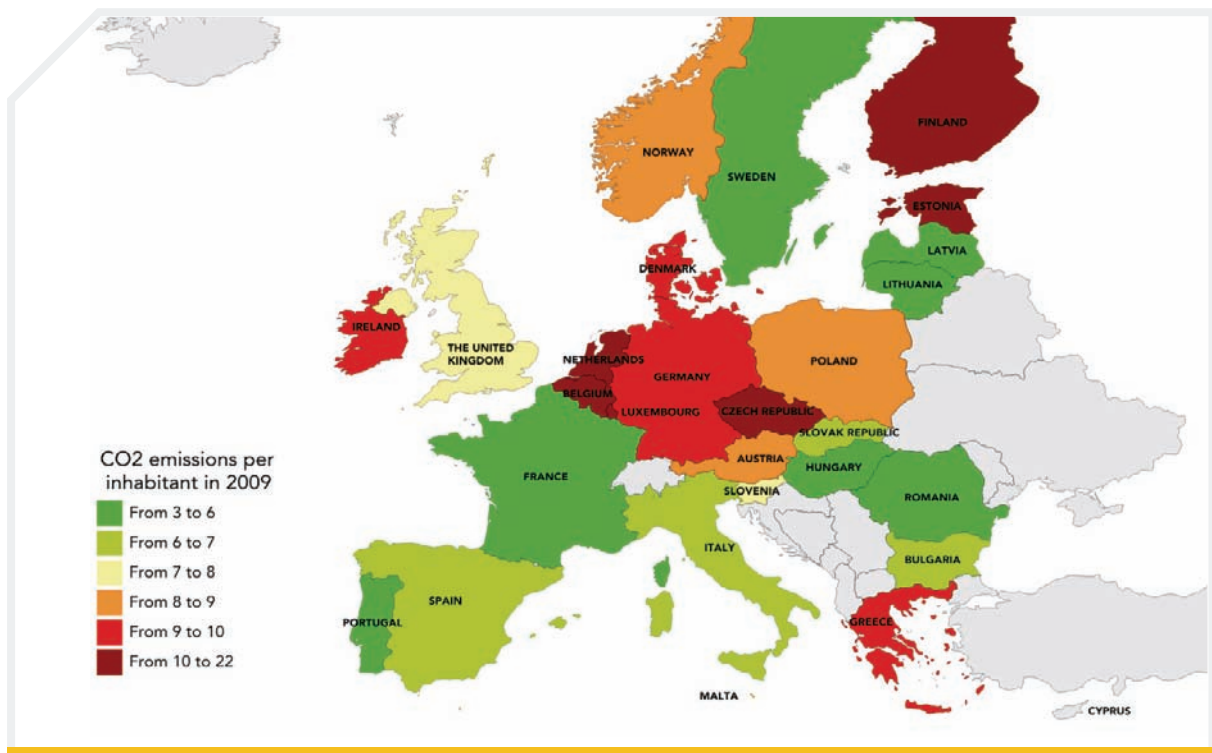 FINLAND
NORWAY
SWEDEN
ESTONIA
LATVIA
DENMARK
LITHUANIA
IRELAND
THE UNITED
KINGDOM
NETHERLANDS
POLAND
GERMANY
BELGIUM
LUXEMBOURG
CZECH REPUBLIC
SLOVAK REPUBLIC
AUSTRIA
HUNGARY
FRANCE
SLOVENIA
ROMANIA
ITALY
BULGARIA
SPAIN
PORTUGAL
GREECE
MALTA
CYPRUS
CO2 emissions per
inhabitant in 2009
From 3 to 6
From 6 to 7
From 7 to 8
From 8 to 9
From 9 to 10
From 10 to 22